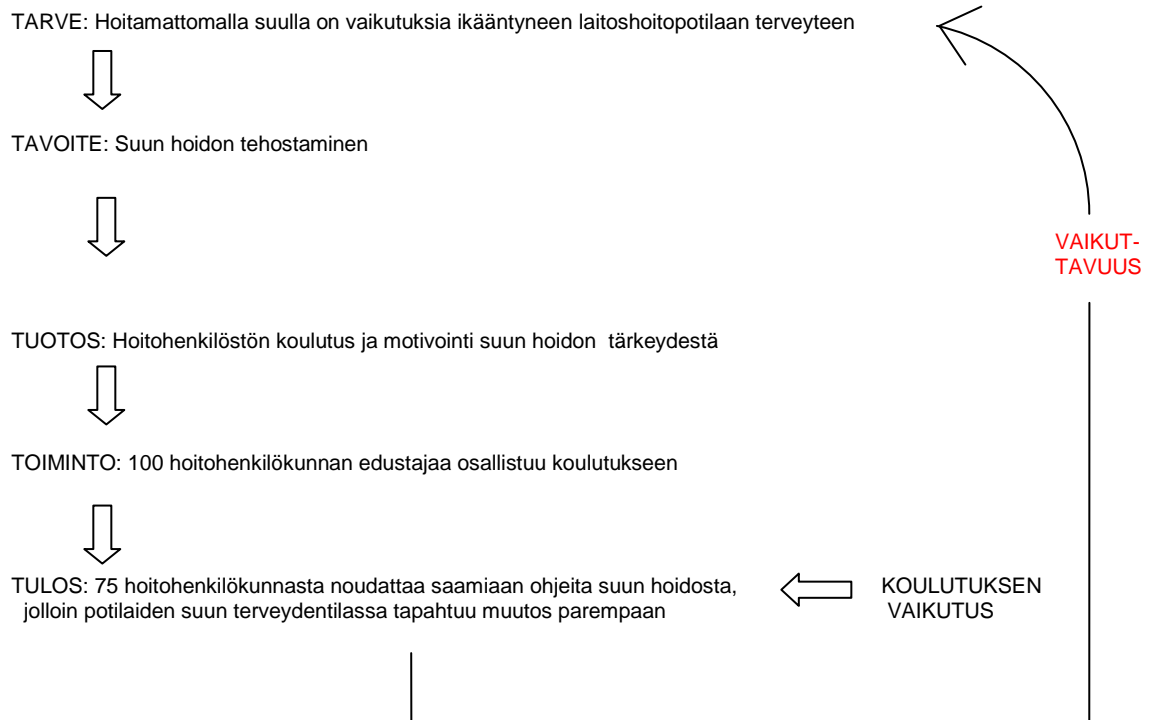 TARVE: Hoitamattomalla suulla on vaikutuksia ikääntyneen laitoshoitopotilaan terveyteen
TAVOITE: Suun hoidon tehostaminen
VAIKUT-
TAVUUS
TUOTOS: Hoitohenkilöstön koulutus ja motivointi suun hoidon  tärkeydestä
TOIMINTO: 100 hoitohenkilökunnan edustajaa osallistuu koulutukseen
TULOS: 75 hoitohenkilökunnasta noudattaa saamiaan ohjeita suun hoidosta,
jolloin potilaiden suun terveydentilassa tapahtuu muutos parempaan
KOULUTUKSEN
VAIKUTUS